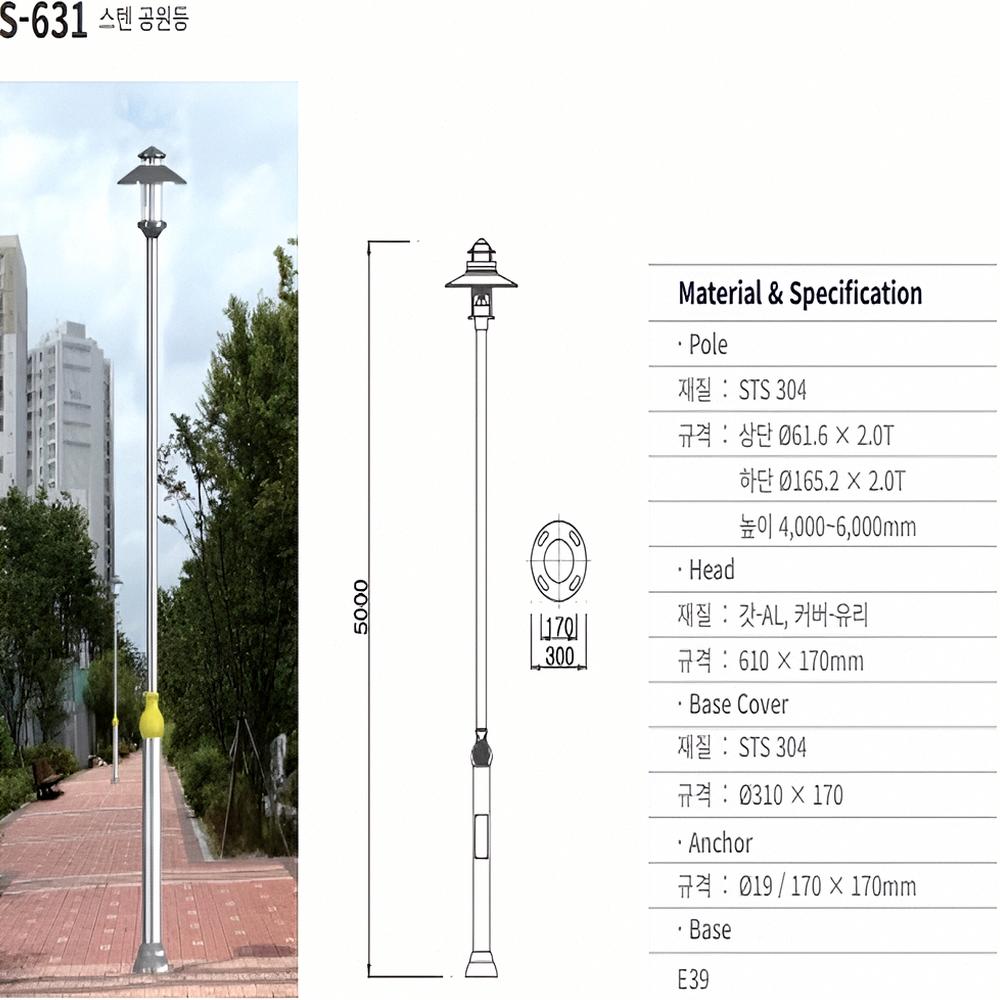 S-631 스텐 공원등
5000
170
300
Material & Specification
· Pole
재질 : STS 304
규격 : 상단 Ø61.6 × 2.0T
하단 Ø165.2 × 2.0T
높이 4,000~6,000mm
· Head
재질 : 갓-AL, 커버-유리
규격 : 610 × 170mm
· Base Cover
재질 : STS 304
규격 : Ø310 × 170
· Anchor
규격 : Ø19 / 170 × 170mm
· Base
E39